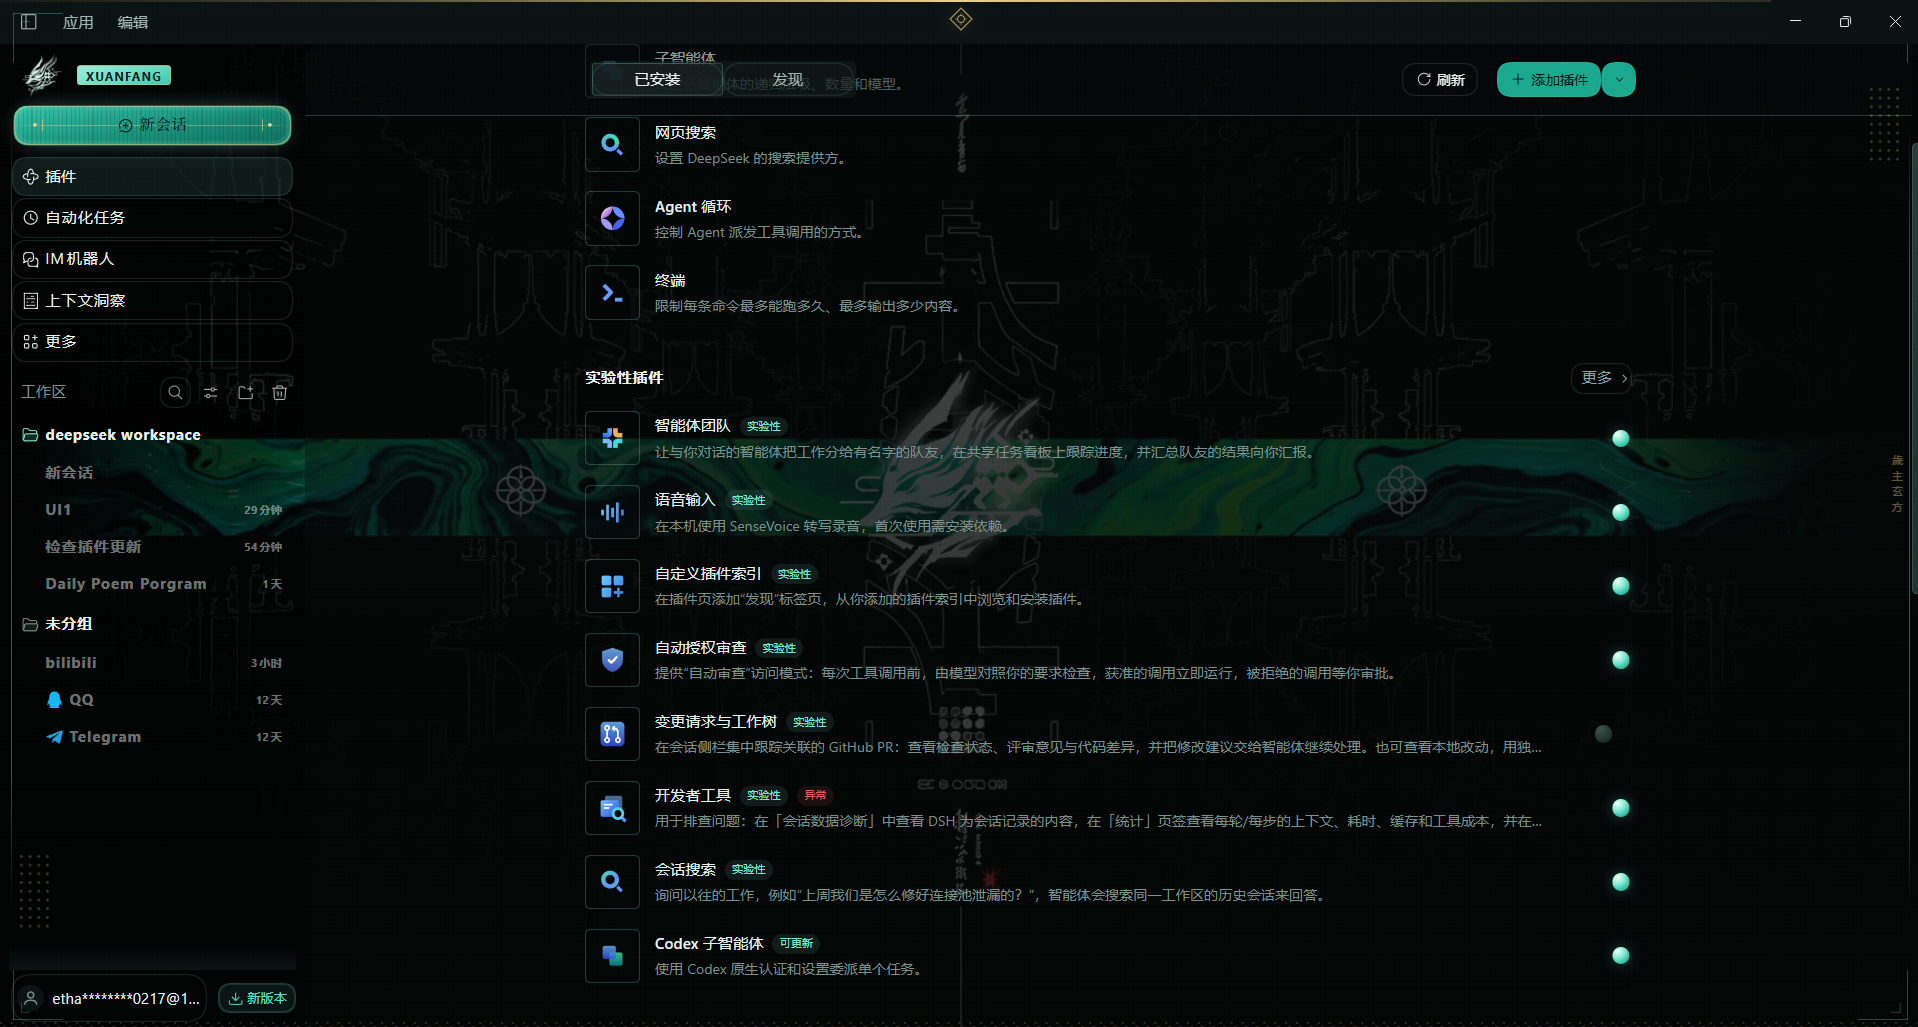 应用 编辑
XUANFANG
新会话
插件
自动化任务
IM 机器人
上下文洞察
更多
工作区
deepseek workspace
新会话
UI1 29分钟
检查插件更新 54分钟
Daily Poem Porgram 1天
未分组
bilibili 3小时
QQ 12天
Telegram 12天
etha********0217@1...
新版本
子智能体
已安装 发现
数量和模型。
刷新
添加插件
网页搜索
设置 DeepSeek 的搜索提供方。
Agent 循环
控制 Agent 派发工具调用的方式。
终端
限制每条命令最多能跑多久、最多输出多少内容。
实验性插件
更多
智能体团队 实验性
让与你对话的智能体把工作分给有名字的队友，在共享任务看板上跟踪进度，并汇总队友的结果向你汇报。
语音输入 实验性
在本机使用 SenseVoice 转写录音，首次使用需安装依赖。
自定义插件索引 实验性
在插件页添加“发现”标签页，从你添加的插件索引中浏览和安装插件。
自动授权审查 实验性
提供“自动审查”访问模式：每次工具调用前，由模型对照你的要求检查，获准的调用立即运行，被拒绝的调用等你审批。
变更请求与工作树 实验性
在会话侧栏集中跟踪关联的 GitHub PR：查看检查状态、评审意见与代码差异，并把修改建议交给智能体继续处理。也可查看本地改动，用独...
开发者工具 实验性 异常
用于排查问题：在「会话数据诊断」中查看 DSH 为会话记录的内容，在「统计」页签查看每轮/每步的上下文、耗时、缓存和工具成本，并在...
会话搜索 实验性
询问以往的工作，例如“上周我们是怎么修好连接池泄漏的？”，智能体会搜索同一工作区的历史会话来回答。
Codex 子智能体 可更新
使用 Codex 原生认证和设置委派单个任务。
歲主玄方